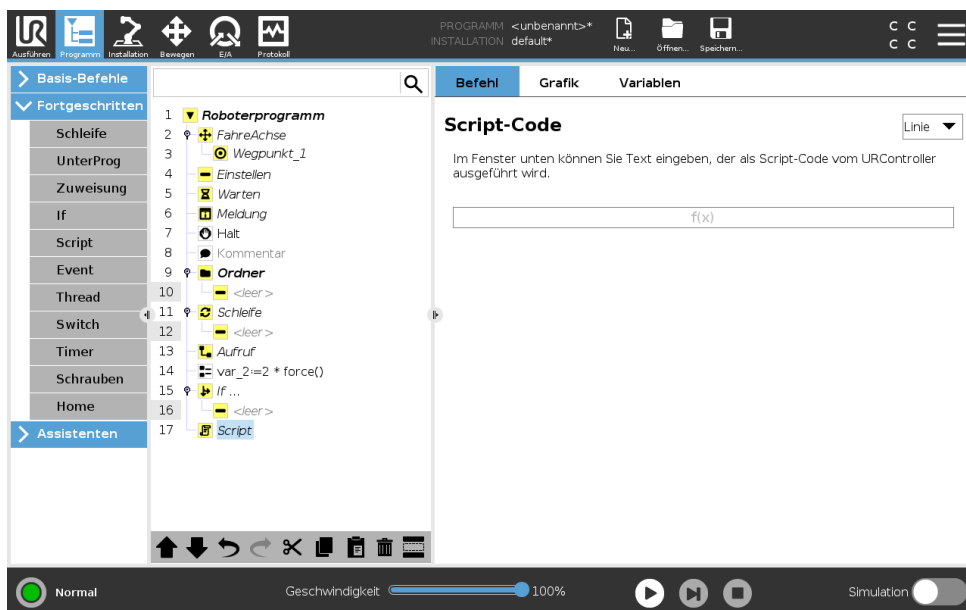 UR
PROGRAMM <unbenannt>*
INSTALLATION default*
Ausführen Programm Installation Bewegen E/A Protokoll
Neu... Öffnen... Speichern...
C C
C C
Basis-Befehle
Fortgeschritten
Schleife
UnterProg
Zuweisung
If
Script
Event
Thread
Switch
Timer
Schrauben
Home
Assistenten
1 Roboterprogramm
2 FahreAchse
3 Wegpunkt_1
4 Einstellen
5 Warten
6 Meldung
7 Halt
8 Kommentar
9 Ordner
10 <leer>
11 Schleife
12 <leer>
13 Aufruf
14 var_2≔2 * force()
15 If ...
16 <leer>
17 Script
Befehl Grafik Variablen
Script-Code
Linie
Im Fenster unten können Sie Text eingeben, der als Script-Code vom URController
ausgeführt wird.
f(x)
Normal
Geschwindigkeit 100%
Simulation